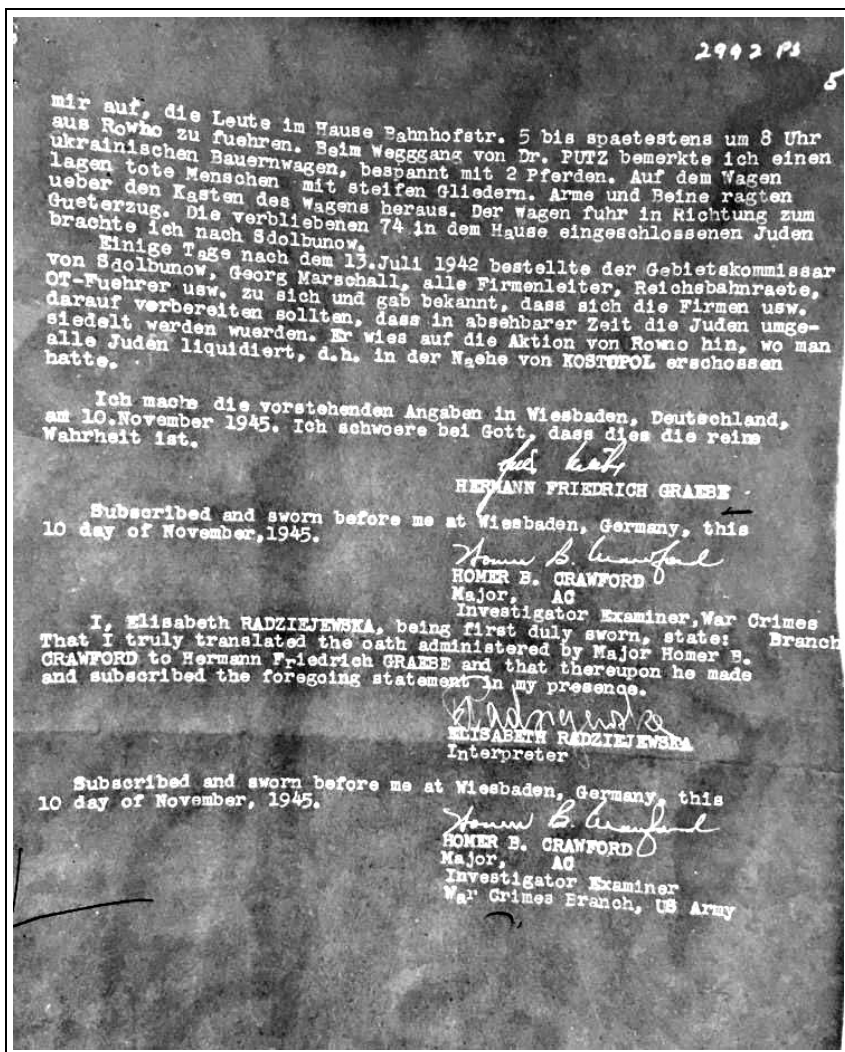 2992 PS
5
mir auf, die Leute im Hause Bahnhofstr. 5 bis spaetestens um 8 Uhr
aus Rowno zu fuehren. Beim Wegggang von Dr. PUTZ bemerkte ich einen
ukrainischen Bauernwagen, bespannt mit 2 Pferden. Auf dem Wagen
lagen tote Menschen mit steifen Gliedern. Arme und Beine ragten
ueber den Kasten des Wagens heraus. Der Wagen fuhr in Richtung zum
Gueterzug. Die verbliebenen 74 in dem Hause eingeschlossenen Juden
brachte ich nach Sdolbunow.
Einige Tage nach dem 13.Juli 1942 bestellte der Gebietskommissar
von Sdolbunow, Georg Marschall, alle Firmenleiter, Reichsbahnraete,
OT-Fuehrer usw. zu sich und gab bekannt, dass sich die Firmen usw.
darauf vorbereiten sollten, dass in absehbarer Zeit die Juden umge-
siedelt werden wuerden. Er wies auf die Aktion von Rowno hin, wo man
alle Juden liquidiert, d.h. in der Naehe von KOSTOPOL erschossen
hatte.
Ich mache die vorstehenden Angaben in Wiesbaden, Deutschland,
am 10.November 1945. Ich schwoere bei Gott, dass dies die reine
Wahrheit ist.
HERMANN FRIEDRICH GRAEBE
Subscribed and sworn before me at Wiesbaden, Germany, this
10 day of November,1945.
Homer B. Crawford
HOMER B. CRAWFORD
Major, AC
Investigator Examiner,War Crimes
Branch
I, Elisabeth RADZIEJEWSKA, being first duly sworn, state:
That I truly translated the oath administered by Major Homer B.
CRAWFORD to Hermann Friedrich GRAEBE and that thereupon he made
and subscribed the foregoing statement in my presence.
Radziejewska
ELISABETH RADZIEJEWSKA
Interpreter
Subscribed and sworn before me at Wiesbaden, Germany, this
10 day of November, 1945.
Homer B. Crawford
HOMER B. CRAWFORD
Major, AC
Investigator Examiner
War Crimes Branch, US Army